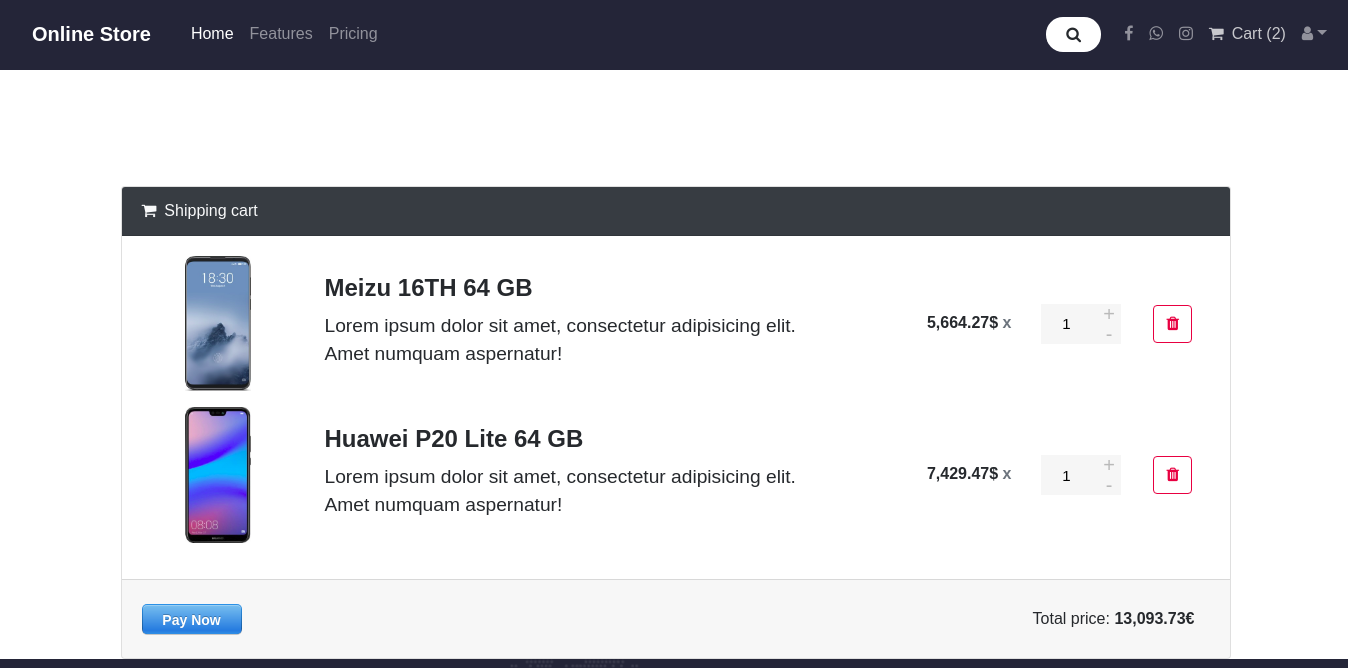 Online Store Home Features Pricing Cart (2)
Shipping cart
18:30
Meizu 16TH 64 GB
Lorem ipsum dolor sit amet, consectetur adipisicing elit.
Amet numquam aspernatur!
5,664.27$ x 1 + -
Huawei P20 Lite 64 GB
Lorem ipsum dolor sit amet, consectetur adipisicing elit.
Amet numquam aspernatur!
7,429.47$ x 1 + -
08:08
Pay Now Total price: 13,093.73€